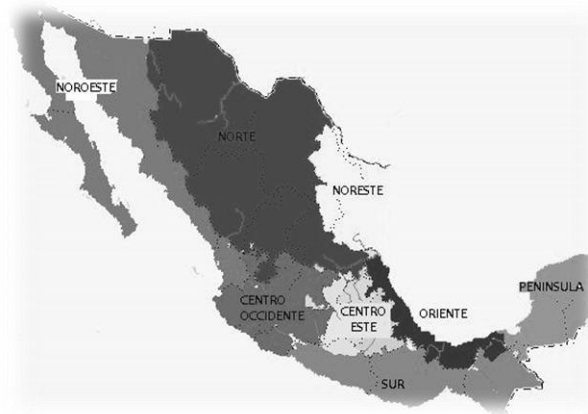 NOROESTE
NORTE
NORESTE
PENINSULA
CENTRO
OCCIDENTE
CENTRO
ESTE
ORIENTE
SUR